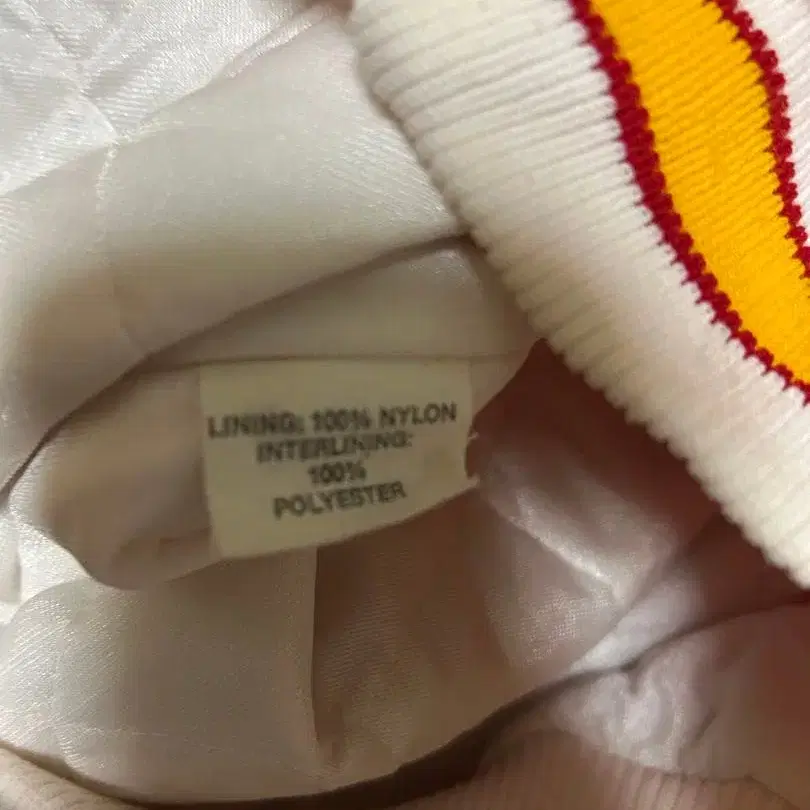 LINING: 100% NYLON
INTERLINING:
100%
POLYESTER